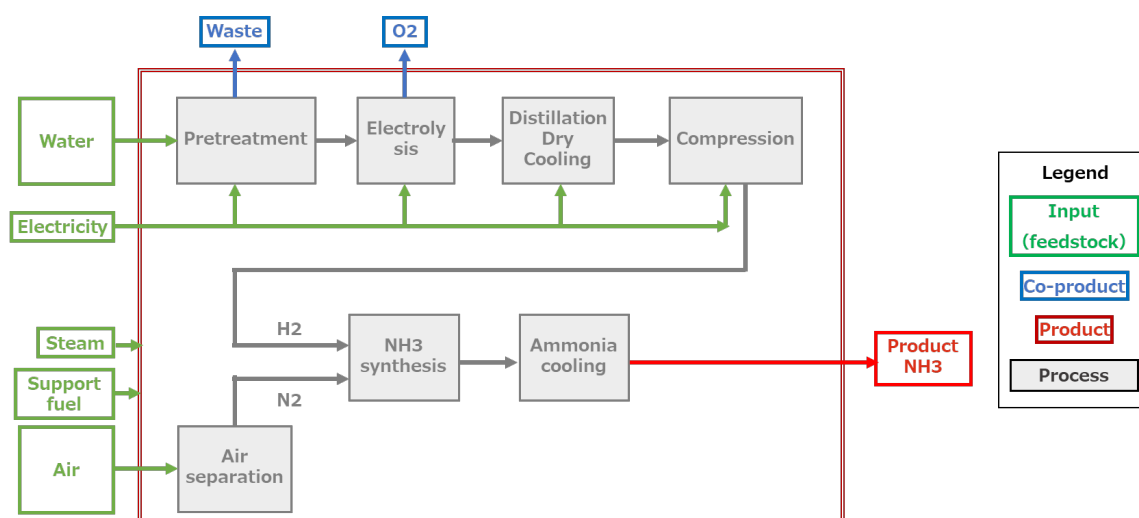 Waste
O2
Water
Pretreatment
Electroly
sis
Distillation
Dry
Cooling
Compression
Electricity
H2
Steam
NH3
synthesis
Ammonia
cooling
Product
NH3
Support
fuel
N2
Air
Air
separation
Legend
Input
(feedstock)
Co-product
Product
Process